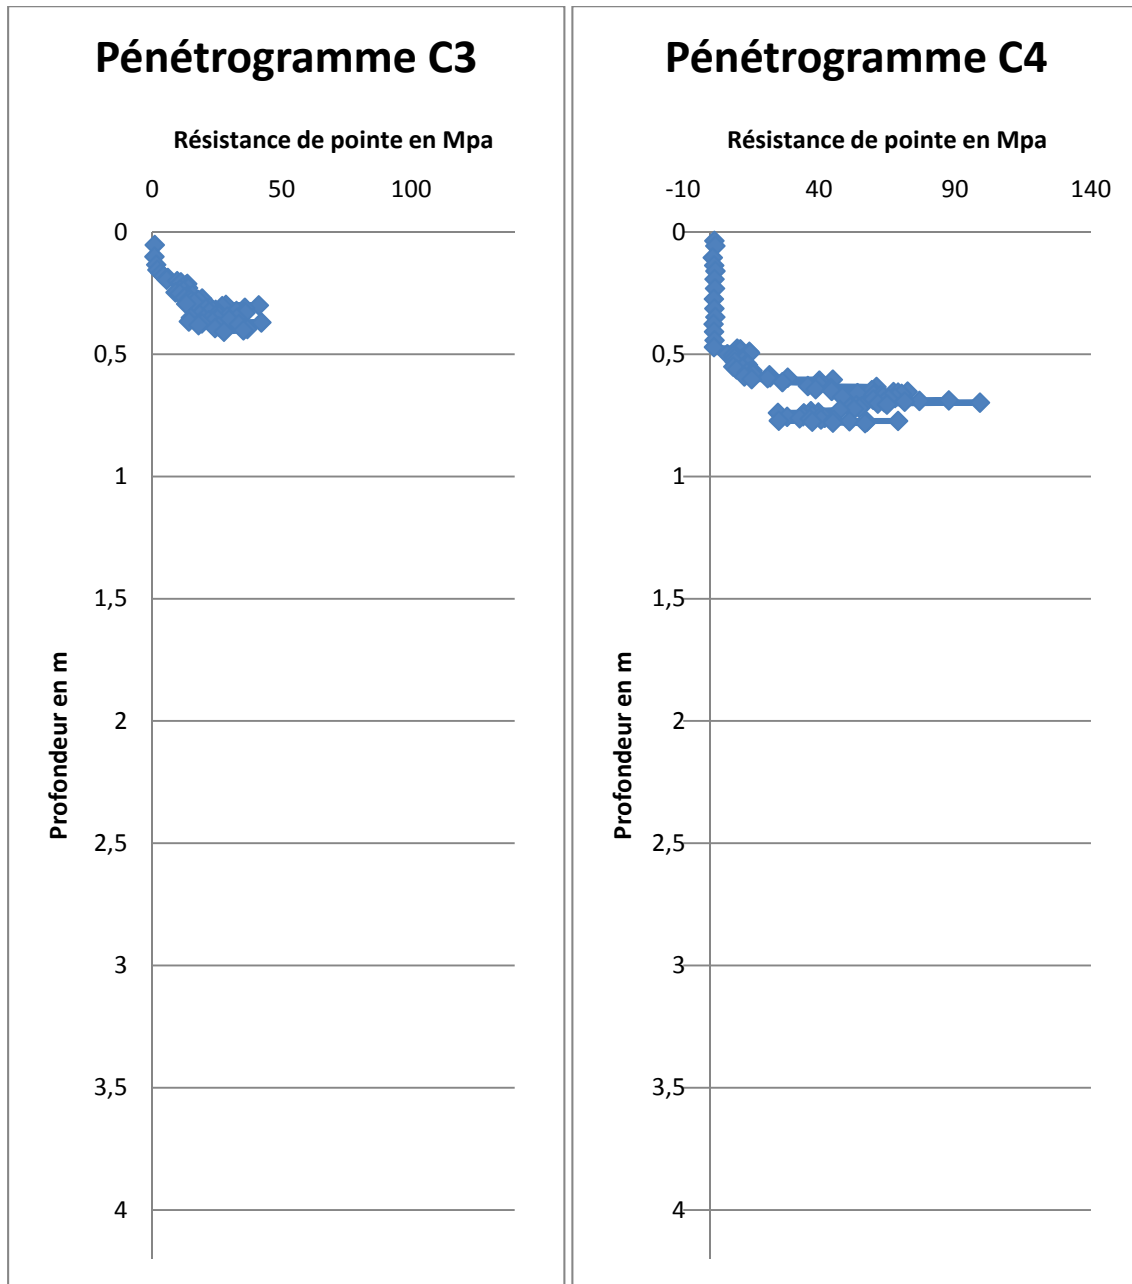 Pénétrogramme C3
Résistance de pointe en Mpa
0 50 100
0
0,5
1
1,5
2
2,5
3
3,5
4
Profondeur en m
Pénétrogramme C4
Résistance de pointe en Mpa
-10 40 90 140
0
0,5
1
1,5
2
2,5
3
3,5
4
Profondeur en m